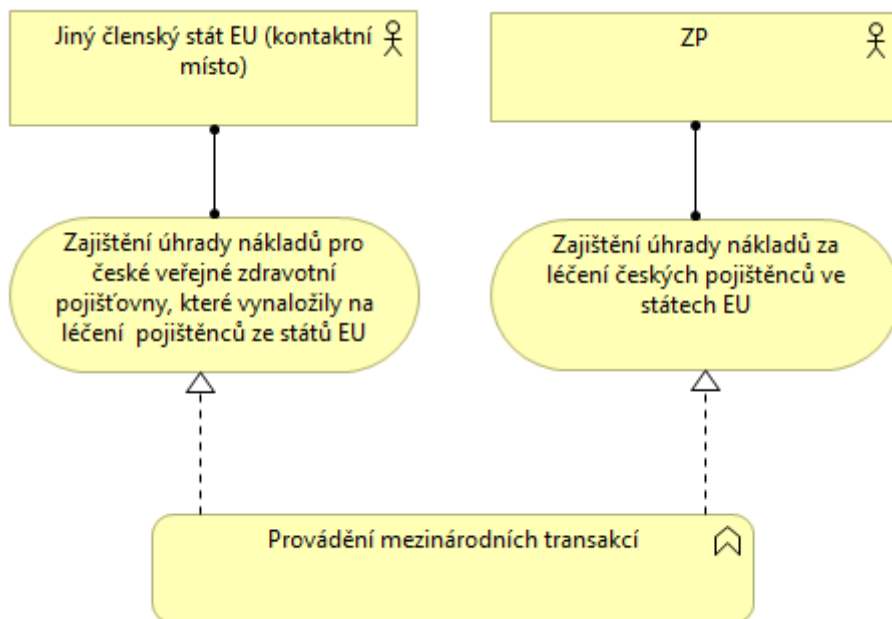 Jiný členský stát EU (kontaktní
místo)
ZP
Zajištění úhrady nákladů pro
české veřejné zdravotní
pojišťovny, které vynaložily na
léčení  pojištěnců ze států EU
Zajištění úhrady nákladů za
léčení českých pojištěnců ve
státech EU
Provádění mezinárodních transakcí